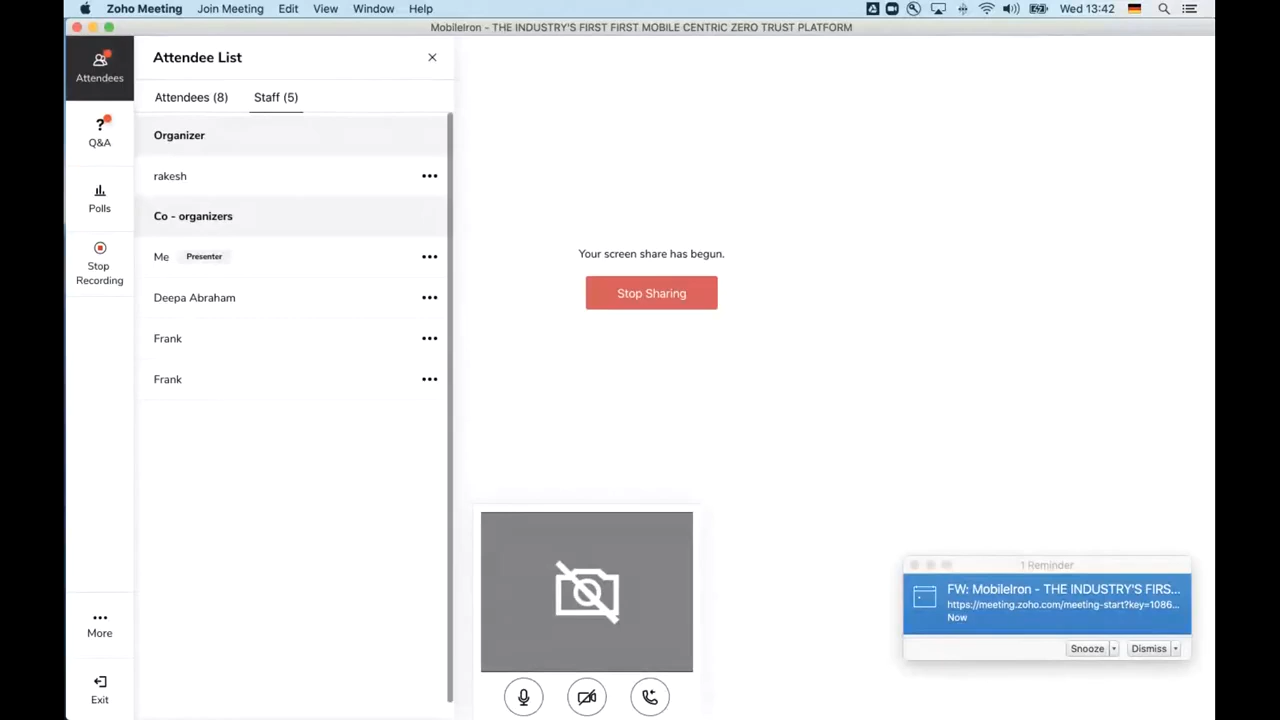 Zoho Meeting Join Meeting Edit View Window Help Wed 13:42
MobileIron - THE INDUSTRY'S FIRST FIRST MOBILE CENTRIC ZERO TRUST PLATFORM
Attendees
Q&A
Polls
Stop
Recording
More
Exit
Attendee List
Attendees (8) Staff (5)
Organizer
rakesh
Co - organizers
Me Presenter
Deepa Abraham
Frank
Frank
Your screen share has begun.
Stop Sharing
1 Reminder
FW: MobileIron - THE INDUSTRY'S FIRS...
https://meeting.zoho.com/meeting-start?key=1086...
Now
Snooze Dismiss